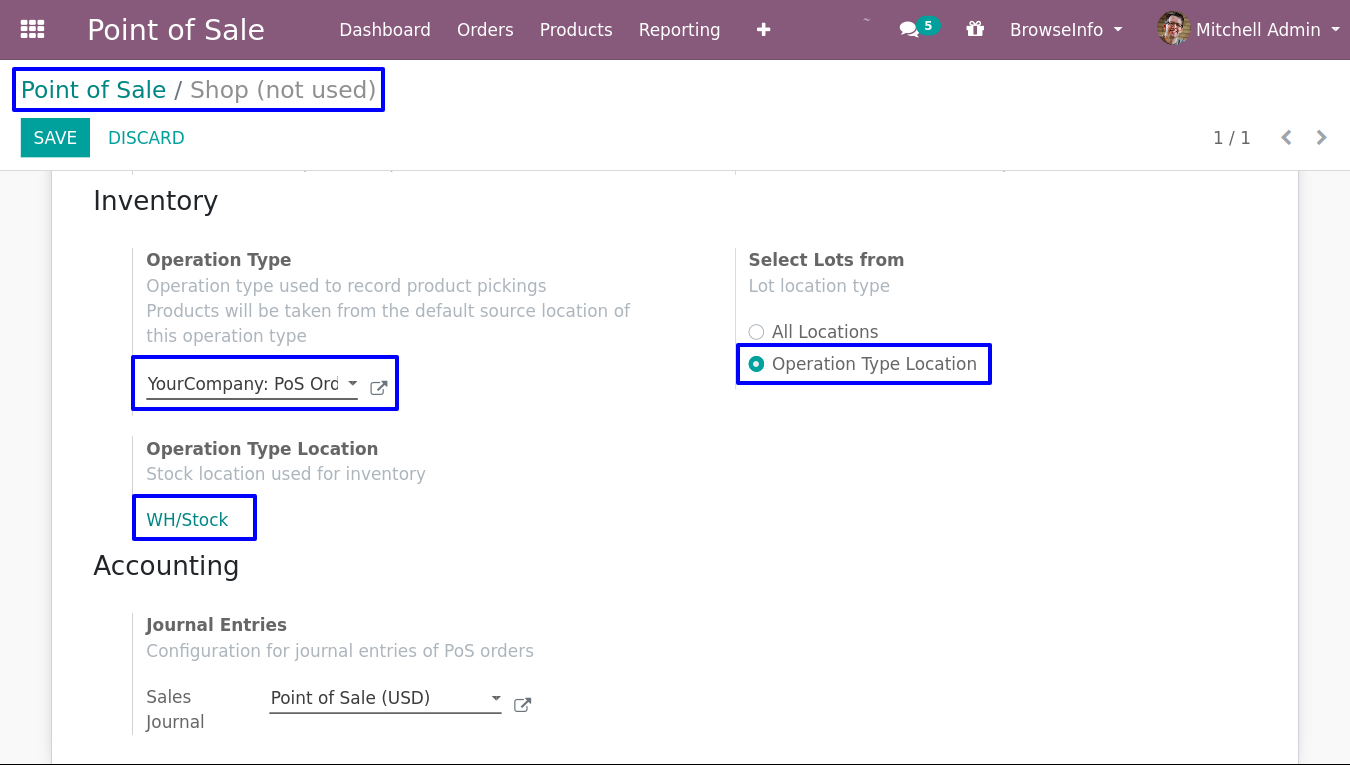 Point of Sale Dashboard Orders Products Reporting 5 BrowseInfo Mitchell Admin
Point of Sale / Shop (not used)
SAVE DISCARD 1 / 1
Inventory
Operation Type
Operation type used to record product pickings
Products will be taken from the default source location of
this operation type
YourCompany: PoS Ord
Select Lots from
Lot location type
All Locations
Operation Type Location
Operation Type Location
Stock location used for inventory
WH/Stock
Accounting
Journal Entries
Configuration for journal entries of PoS orders
Sales
Journal
Point of Sale (USD)